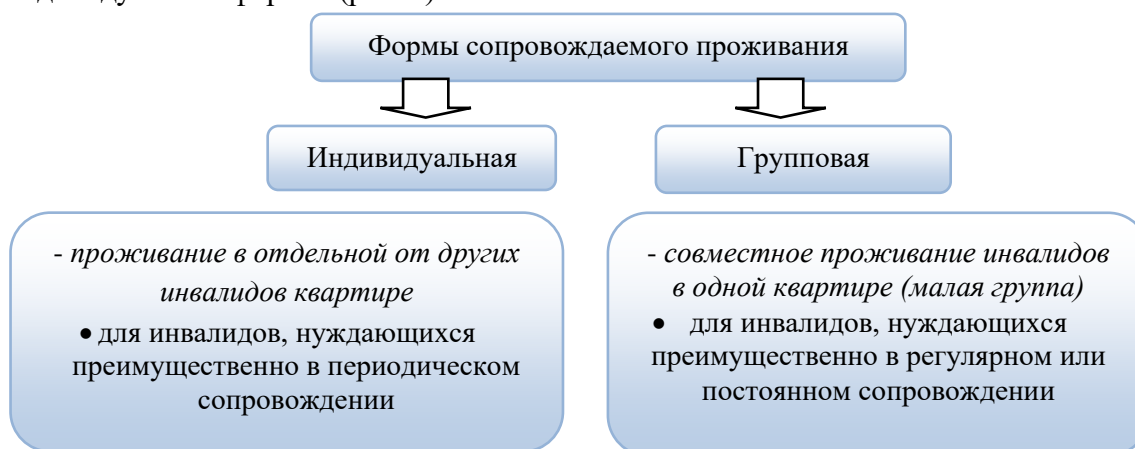 Формы сопровождаемого проживания
Индивидуальная
Групповая
- проживание в отдельной от других
инвалидов квартире
• для инвалидов, нуждающихся
преимущественно в периодическом
сопровождении
- совместное проживание инвалидов
в одной квартире (малая группа)
• для инвалидов, нуждающихся
преимущественно в регулярном или
постоянном сопровождении